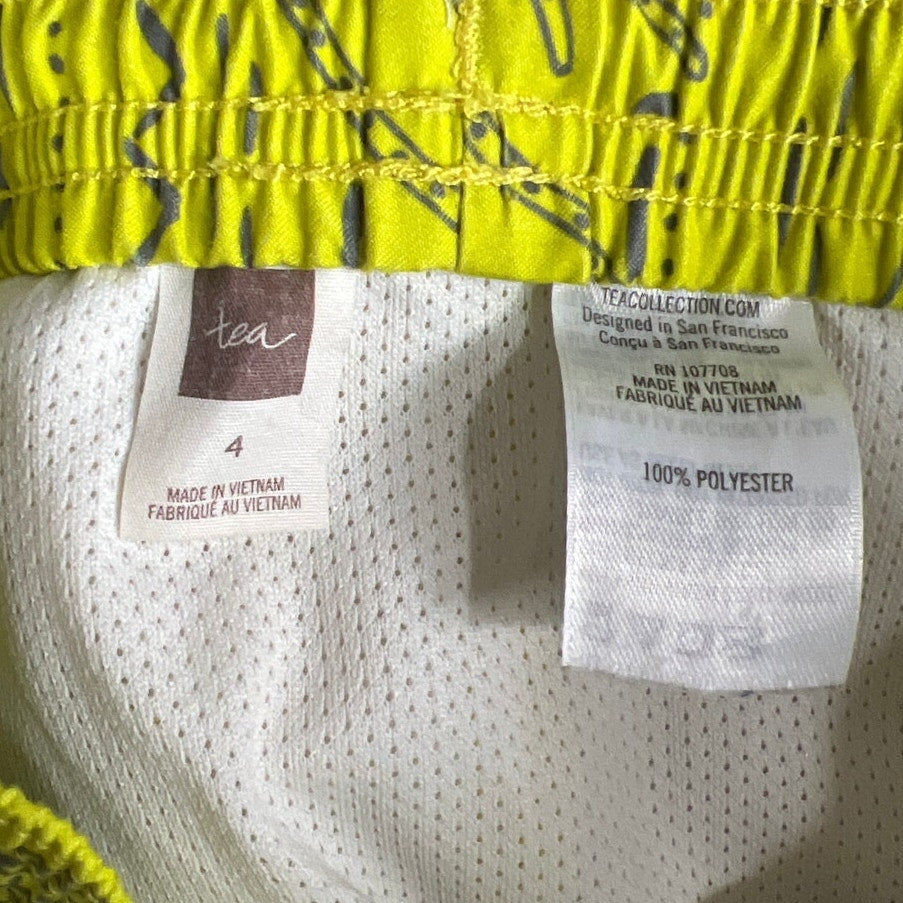 tea
4
MADE IN VIETNAM
FABRIQUÉ AU VIETNAM
TEACOLLECTION.COM
Designed in San Francisco
Conçu à San Francisco
RN 107708
MADE IN VIETNAM
FABRIQUÉ AU VIETNAM
100% POLYESTER